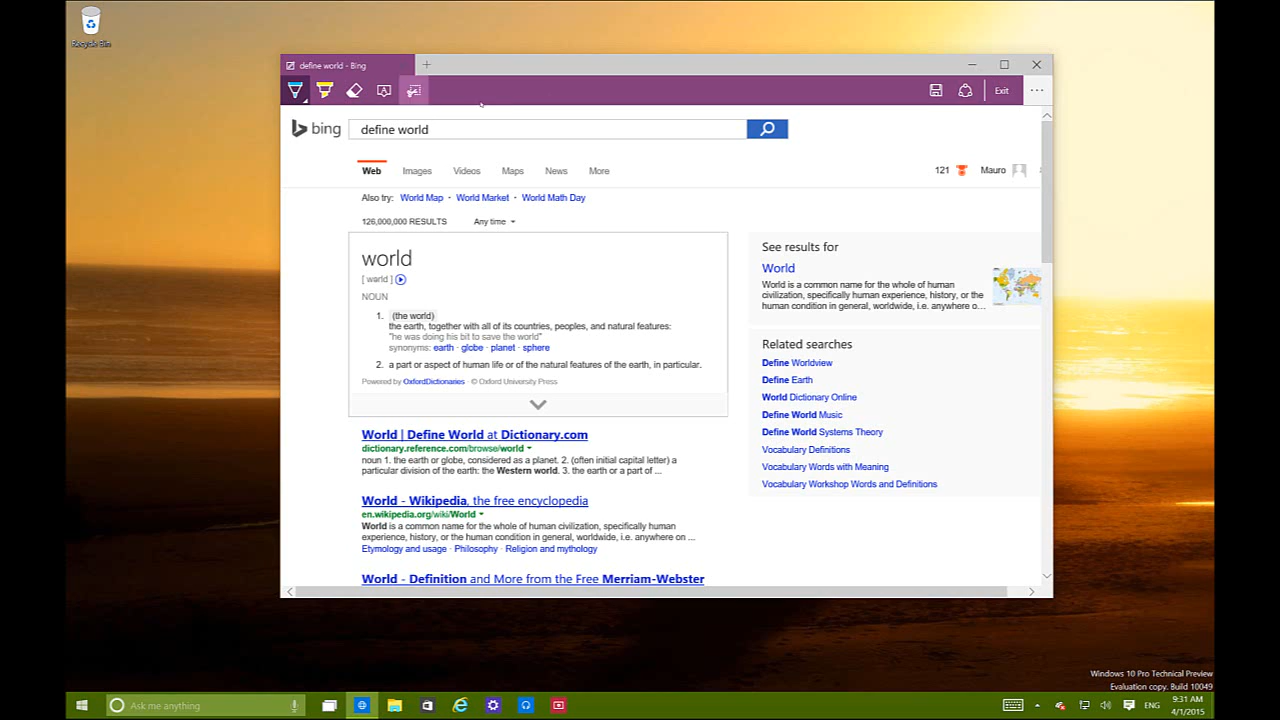 Recycle Bin
define world - Bing
Exit
bing
define world
Web Images Videos Maps News More
121 Mauro
Also try: World Map · World Market · World Math Day
126,000,000 RESULTS Any time
world
[ wərld ]
NOUN
1. (the world)
the earth, together with all of its countries, peoples, and natural features:
"he was doing his bit to save the world"
synonyms: earth · globe · planet · sphere
2. a part or aspect of human life or of the natural features of the earth, in particular.
Powered by OxfordDictionaries · © Oxford University Press
World | Define World at Dictionary.com
dictionary.reference.com/browse/world
noun 1. the earth or globe, considered as a planet. 2. (often initial capital letter) a
particular division of the earth: the Western world. 3. the earth or a part of ...
World - Wikipedia, the free encyclopedia
en.wikipedia.org/wiki/World
World is a common name for the whole of human civilization, specifically human
experience, history, or the human condition in general, worldwide, i.e. anywhere on ...
Etymology and usage · Philosophy · Religion and mythology
World - Definition and More from the Free Merriam-Webster
See results for
World
World is a common name for the whole of human
civilization, specifically human experience, history, or the
human condition in general, worldwide, i.e. anywhere o...
Related searches
Define Worldview
Define Earth
World Dictionary Online
Define World Music
Define World Systems Theory
Vocabulary Definitions
Vocabulary Words with Meaning
Vocabulary Workshop Words and Definitions
Windows 10 Pro Technical Preview
Evaluation copy. Build 10049
Ask me anything
ENG
9:31 AM
4/1/2015